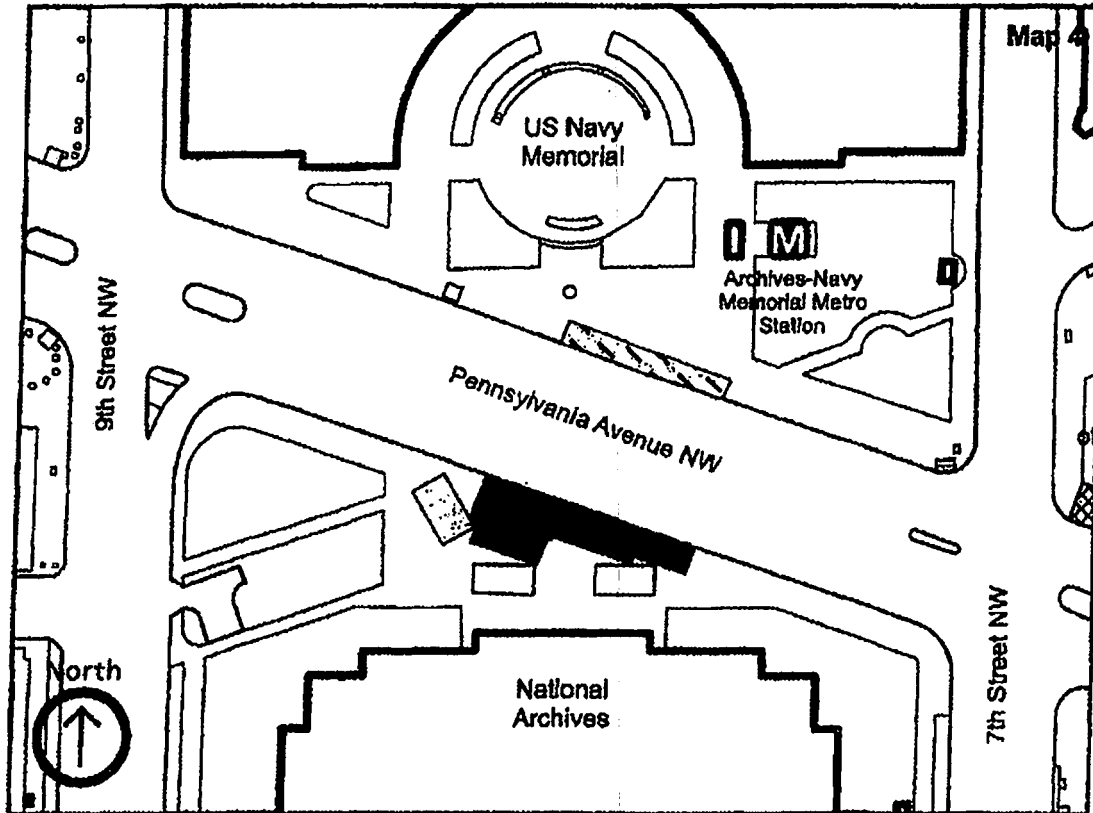 Map 4
US Navy
Memorial
M
Archives-Navy
Memorial Metro
Station
9th Street NW
Pennsylvania Avenue NW
7th Street NW
North
National
Archives